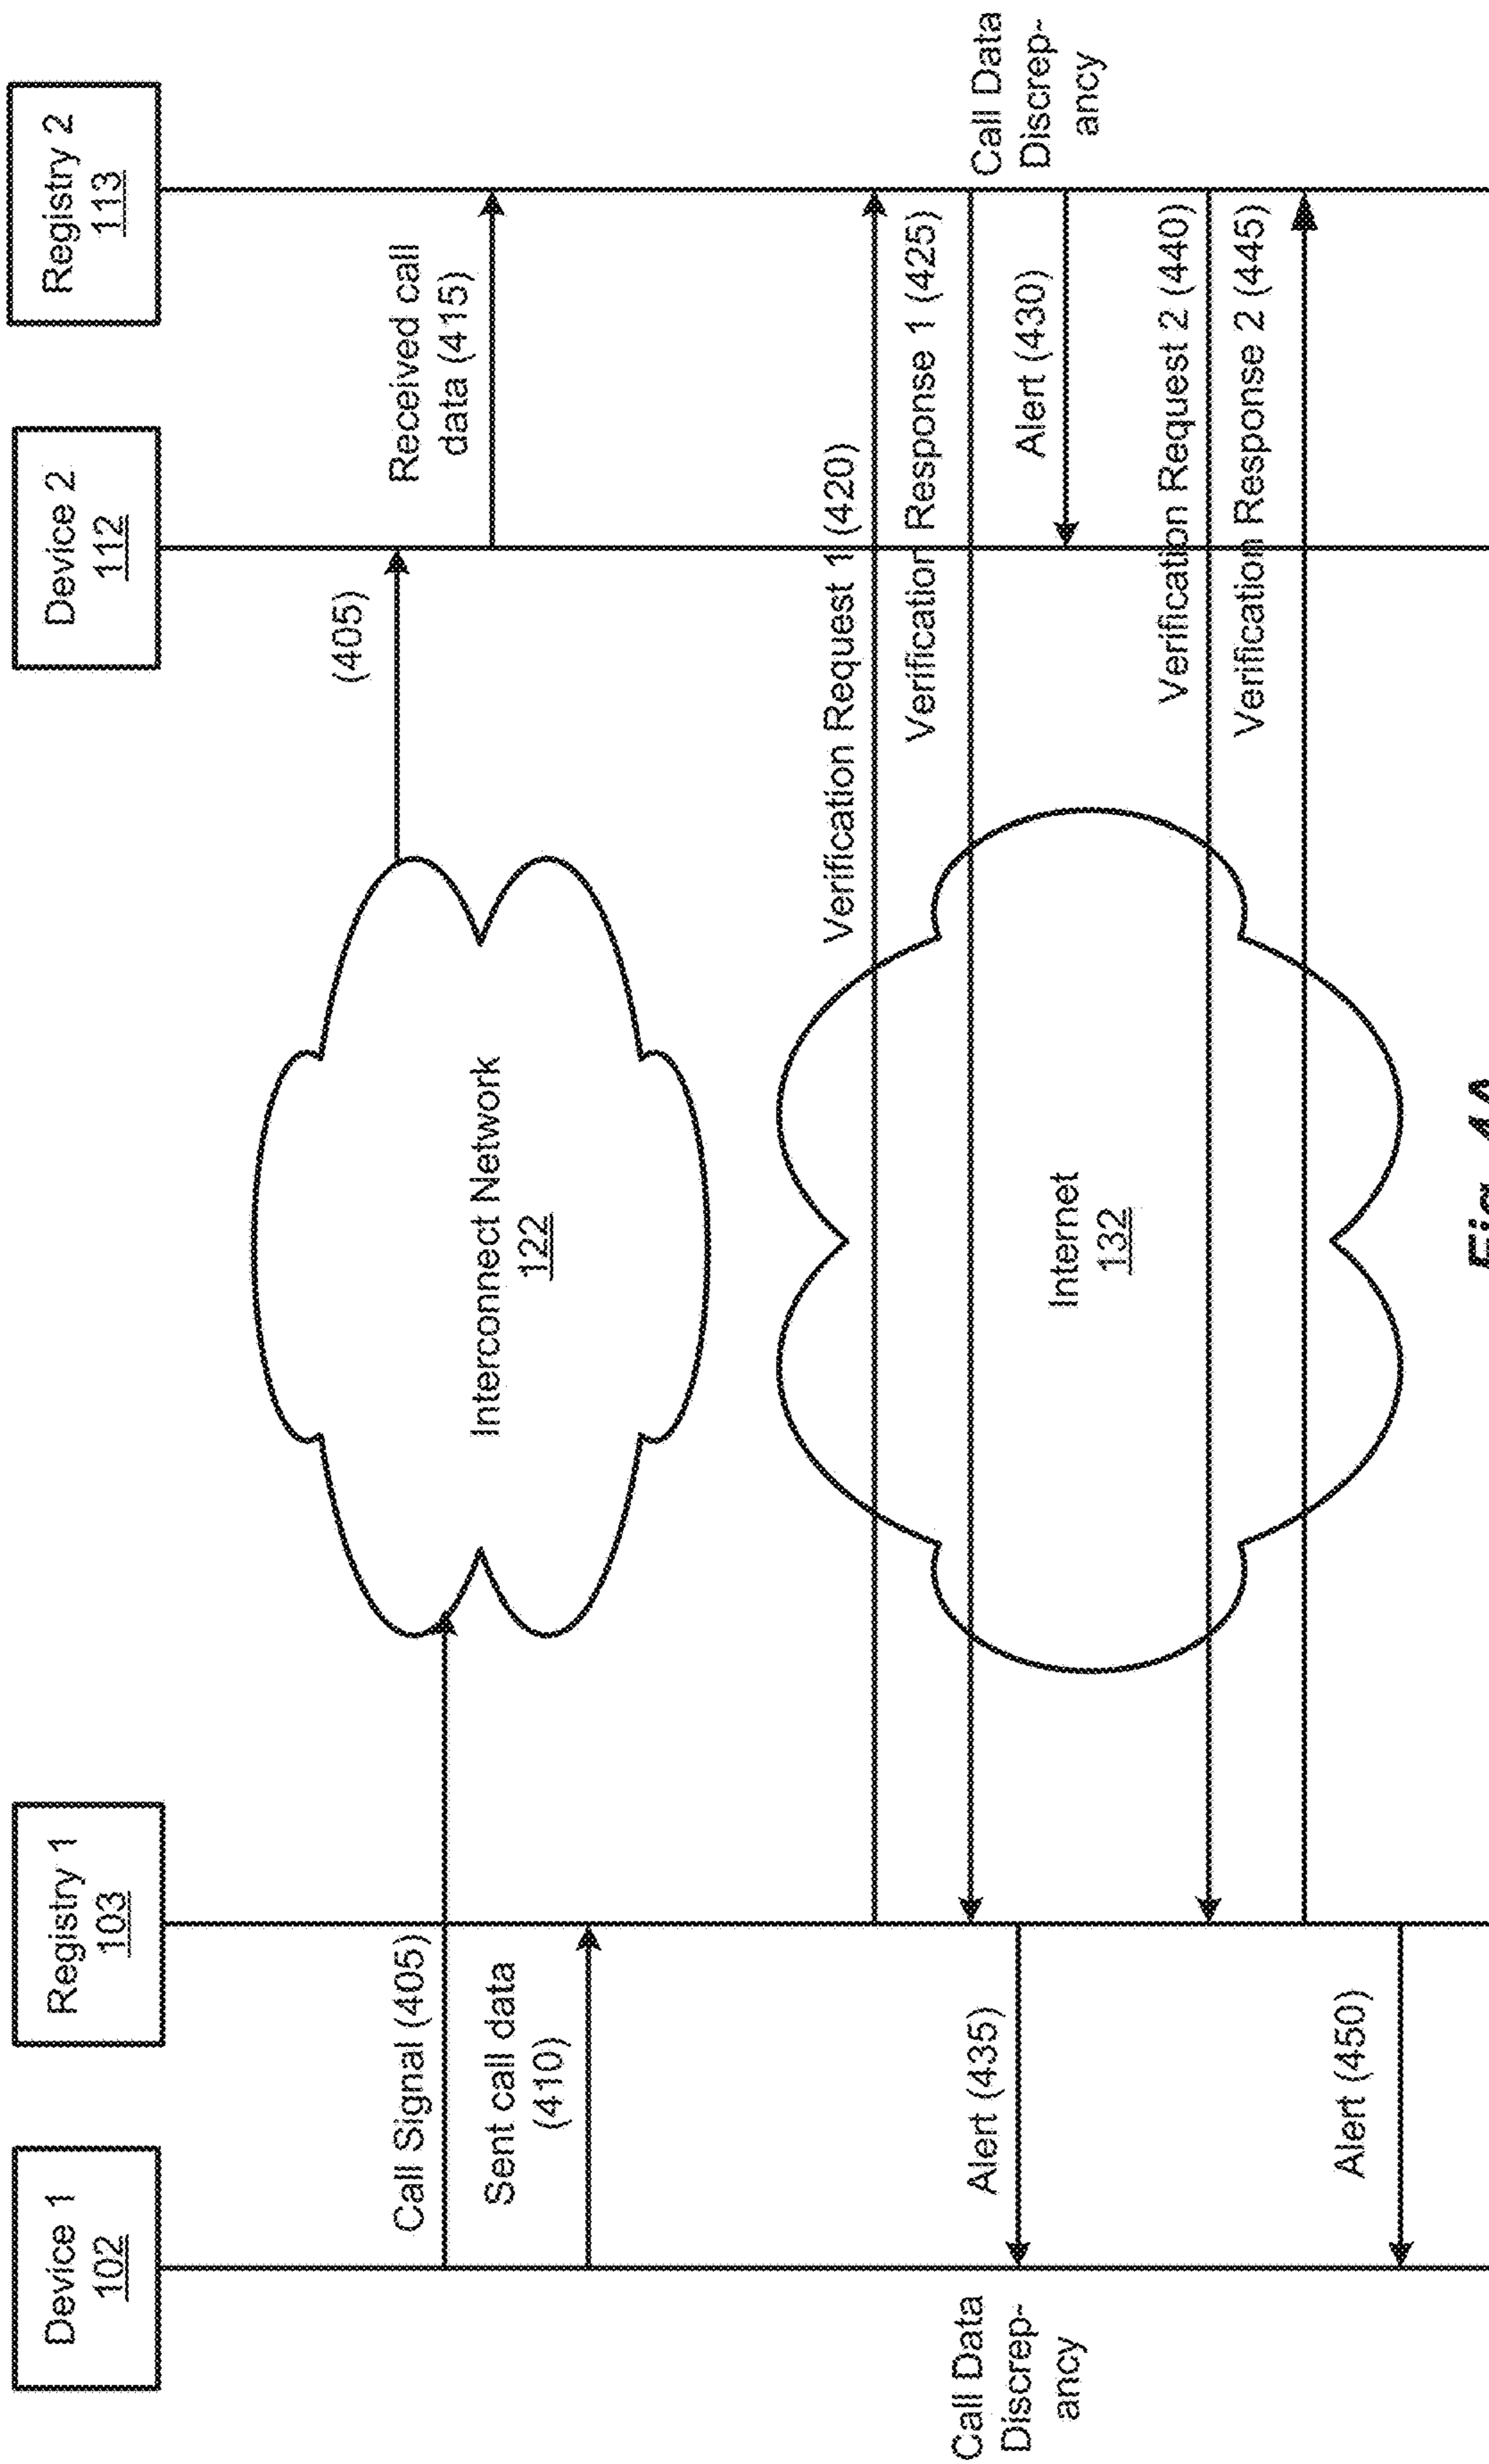 Device 1
102
Registry 1
103
Device 2
112
Registry 2
113
Call Signal (405)
(405)
Sent call data
(410)
Received call
data (415)
Interconnect Network
122
Verification Request 1 (420)
Verification Response 1 (425)
Call Data
Discrep-
ancy
Alert (430)
Call Data
Discrep-
ancy
Alert (435)
Internet
132
Verification Request 2 (440)
Verification Response 2 (445)
Alert (450)
Fig. 4A